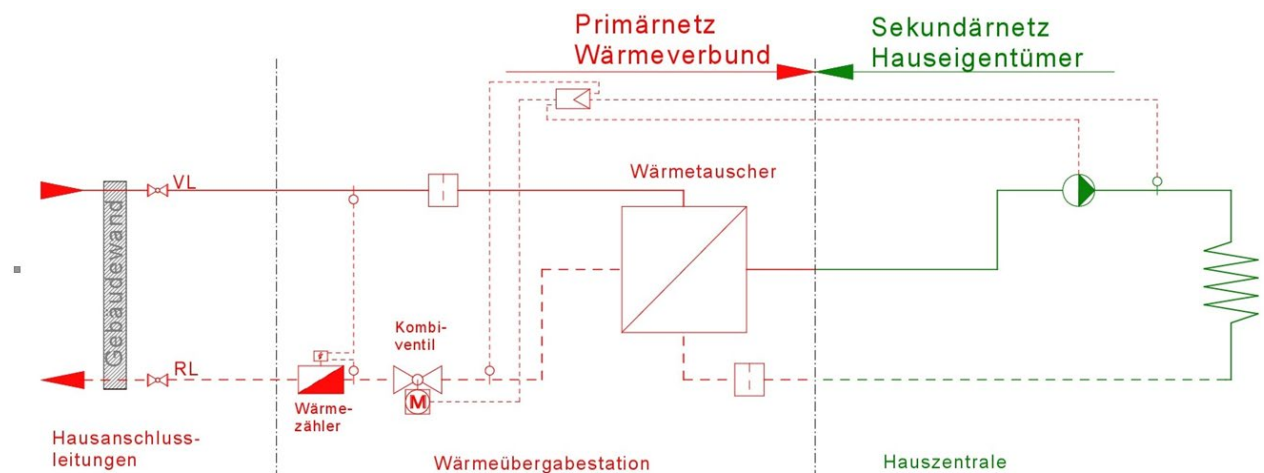 Primärnetz
Wärmeverbund
Sekundärnetz
Hauseigentümer
Wärmetauscher
VL
Gebäudewand
RL
Kombi-
ventil
M
Wärme-
zähler
Hausanschluss-
leitungen
Wärmeübergabestation
Hauszentrale